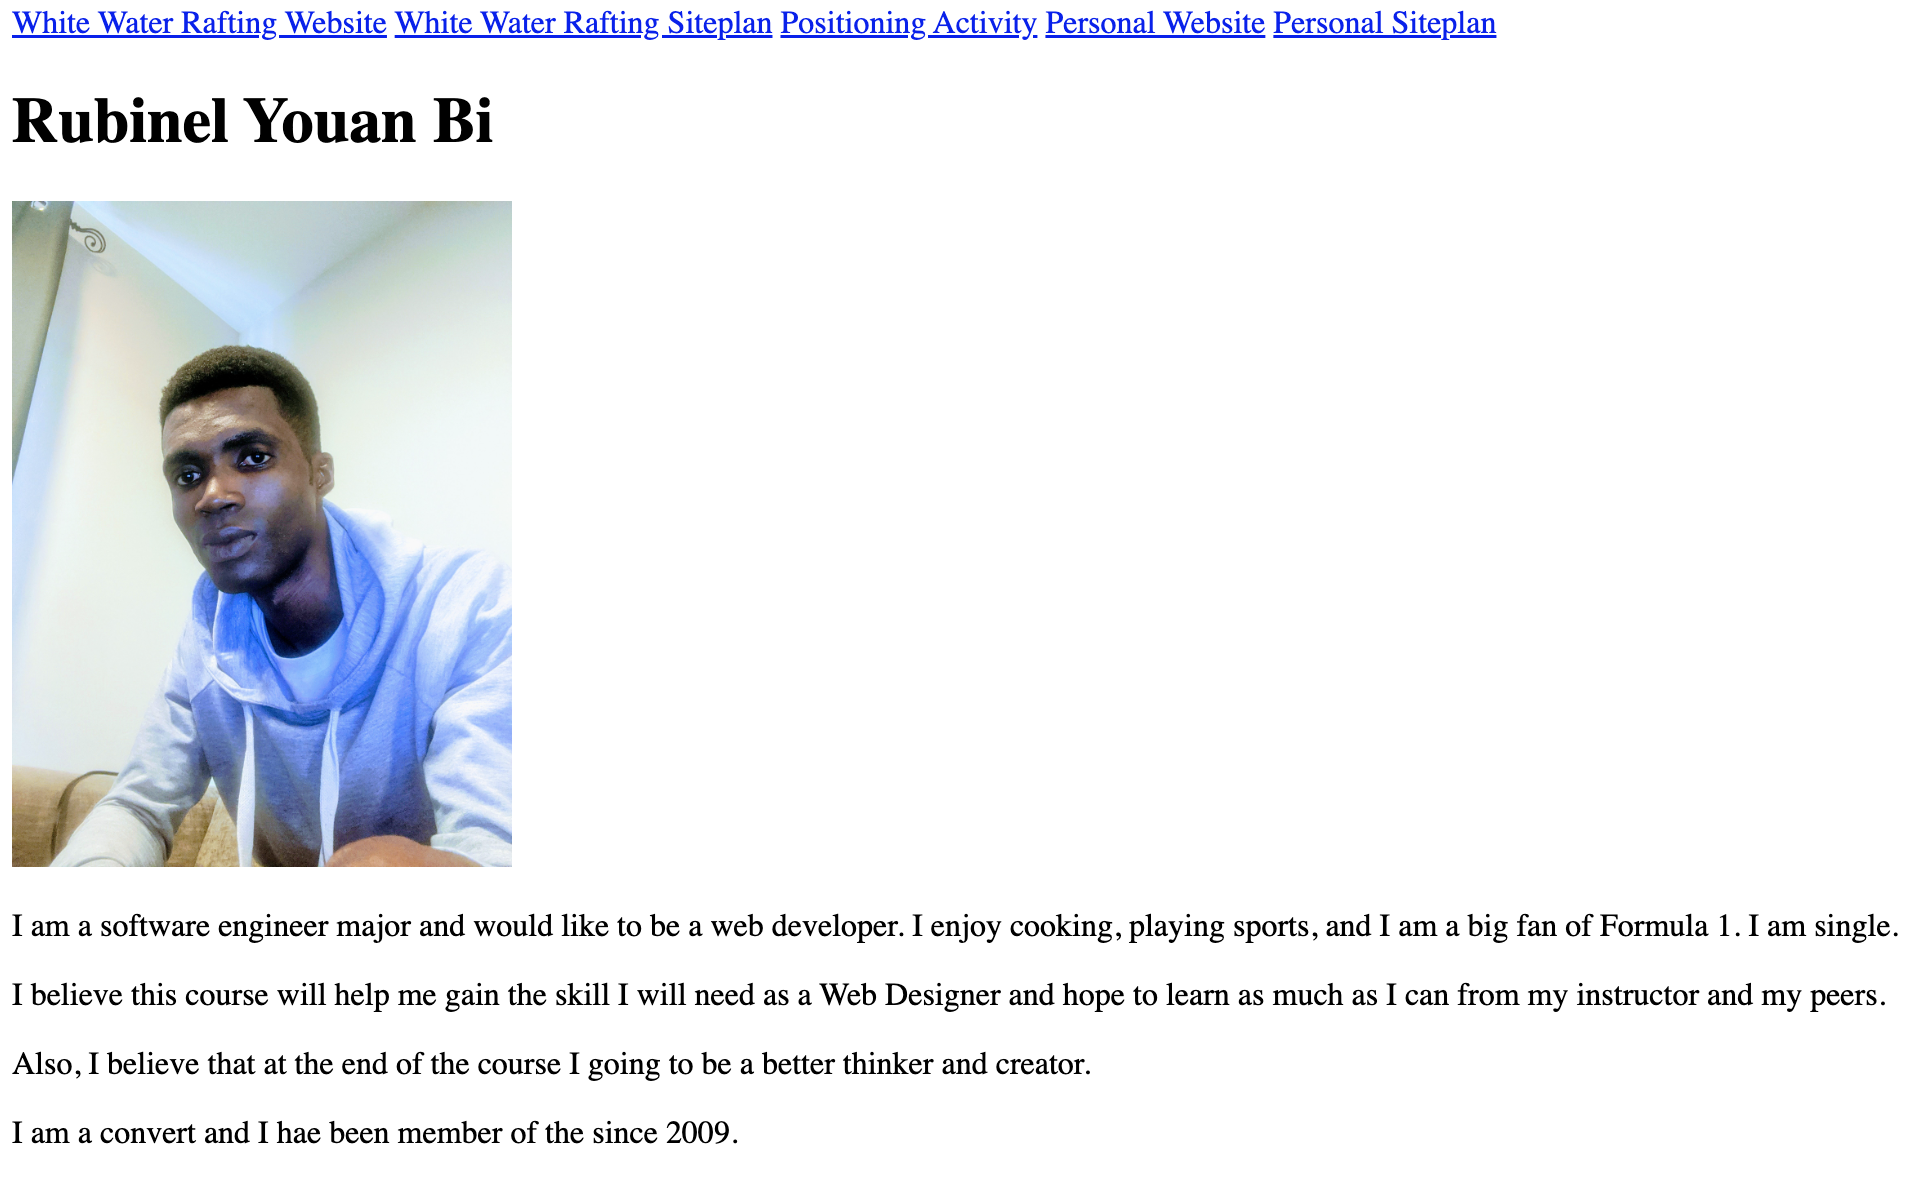 White Water Rafting Website White Water Rafting Siteplan Positioning Activity Personal Website Personal Siteplan
Rubinel Youan Bi
I am a software engineer major and would like to be a web developer. I enjoy cooking, playing sports, and I am a big fan of Formula 1. I am single.
I believe this course will help me gain the skill I will need as a Web Designer and hope to learn as much as I can from my instructor and my peers.
Also, I believe that at the end of the course I going to be a better thinker and creator.
I am a convert and I hae been member of the since 2009.